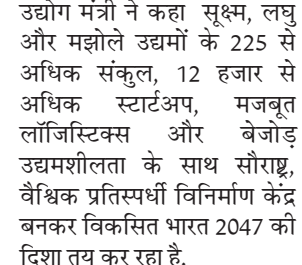 उद्योग मंत्री ने कहा सूक्ष्म, लघु
और मझोले उद्यमों के 225 से
अधिक संकुल, 12 हजार से
अधिक स्टार्टअप, मजबूत
लॉजिस्टिक्स और बेजोड़
उद्यमशीलता के साथ सौराष्ट्र,
वैश्विक प्रतिस्पर्धी विनिर्माण केंद्र
बनकर विकसित भारत 2047 की
दिशा तय कर रहा है.